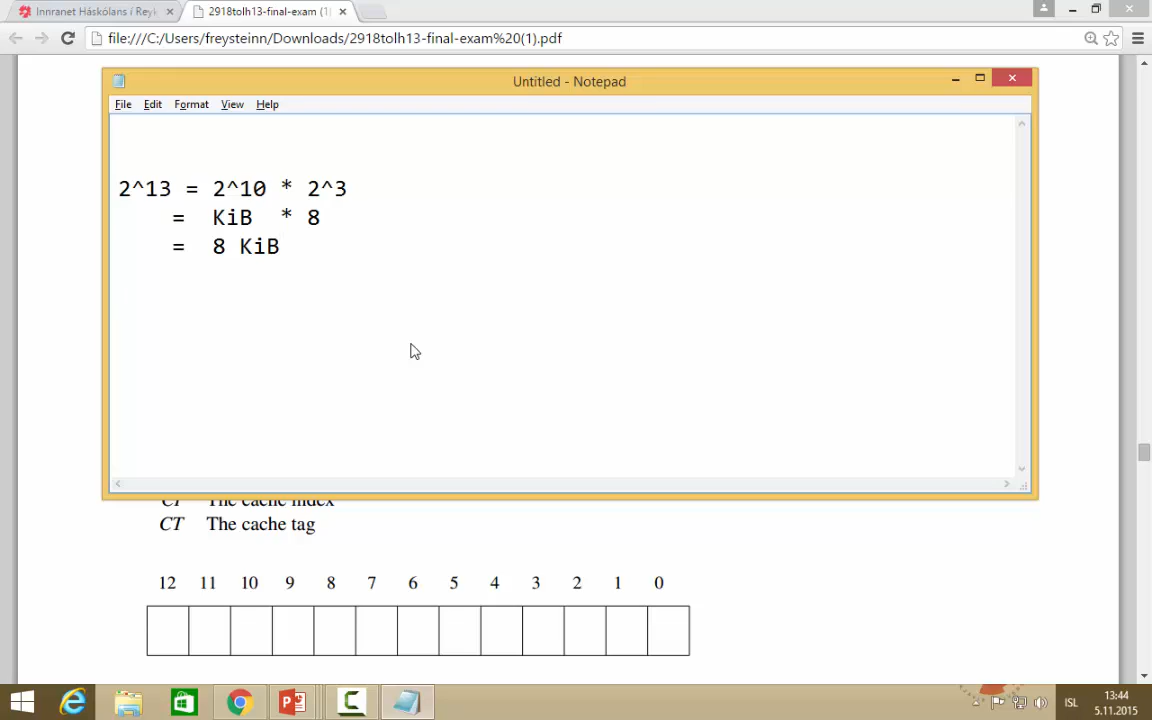 Innranet Háskólans í Reyk
2918tolh13-final-exam (1)
file:///C:/Users/freysteinn/Downloads/2918tolh13-final-exam%20(1).pdf
Untitled - Notepad
File Edit Format View Help
2^13 = 2^10 * 2^3
= KiB * 8
= 8 KiB
The cache index
CT The cache tag
12 11 10 9 8 7 6 5 4 3 2 1 0
ISL
13:44
5.11.2015